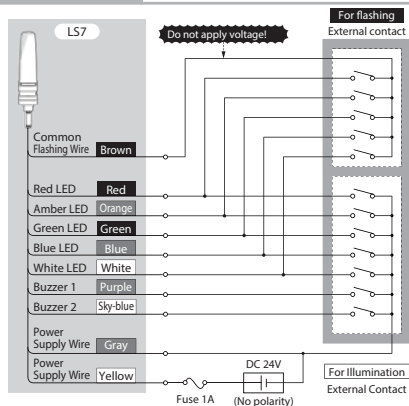 For flashing
External contact
LS7
Do not apply voltage!
Common
Flashing Wire Brown
Red LED Red
Amber LED Orange
Green LED Green
Blue LED Blue
White LED White
Buzzer 1 Purple
Buzzer 2 Sky-blue
Power
Supply Wire Gray
Power
Supply Wire Yellow
Fuse 1A
DC 24V
(No polarity)
For Illumination
External Contact